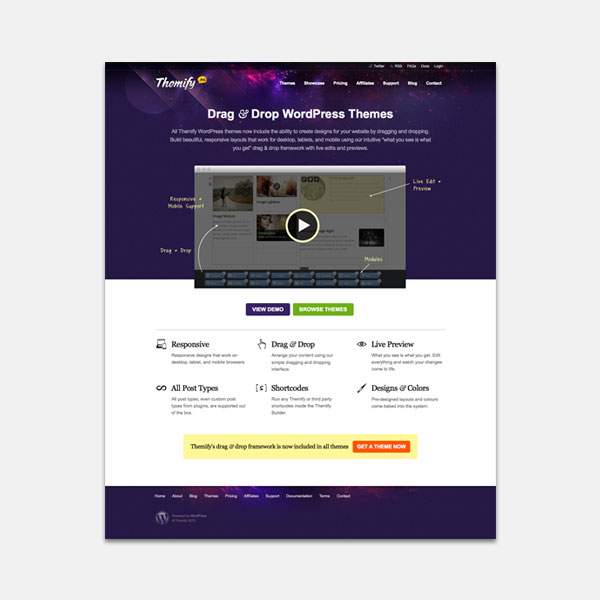 Twitter RSS FAQs Docs Login
Themify .me
Themes Showcase Pricing Affiliates Support Blog Contact
Drag & Drop WordPress Themes
All Themify WordPress themes now include the ability to create designs for your website by dragging and dropping.
Build beautiful, responsive layouts that work for desktop, tablets, and mobile using our intuitive "what you see is what
you get" drag & drop framework with live edits and previews.
Live Edit +
Preview
Responsive +
Mobile Support
Drag + Drop
Image Module
Modules
VIEW DEMO BROWSE THEMES
Responsive
Responsive designs that work on
desktop, tablet, and mobile browsers.
Drag & Drop
Arrange your content using our
simple dragging and dropping
interface.
Live Preview
What you see is what you get. Edit
everything and watch your changes
come to life.
All Post Types
All post types, even custom post
types from plugins, are supported out
of the box.
Shortcodes
Run any Themify or third party
shortcodes inside the Themify
Builder.
Designs & Colors
Pre-designed layouts and colours
come baked into the system.
Themify's drag & drop framework is now included in all themes GET A THEME NOW
Home About Blog Themes Pricing Affiliates Support Documentation Terms Contact
Powered by WordPress
© Themify 2013